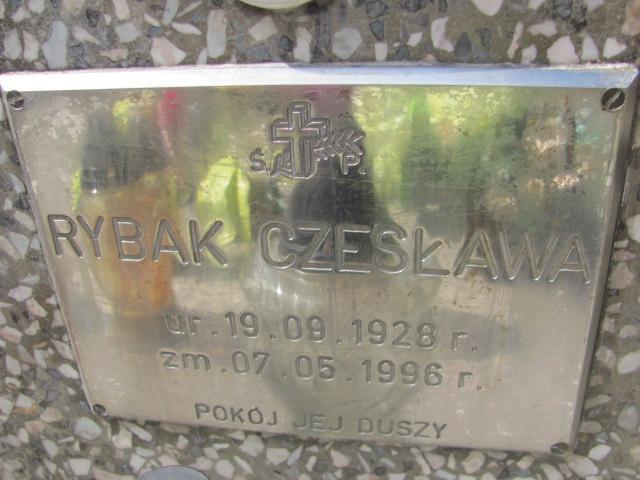 Ś. P.
RYBAK CZESŁAWA
ur. 19.09.1928 r.
zm. 07.05.1996 r.
POKÓJ JEJ DUSZY